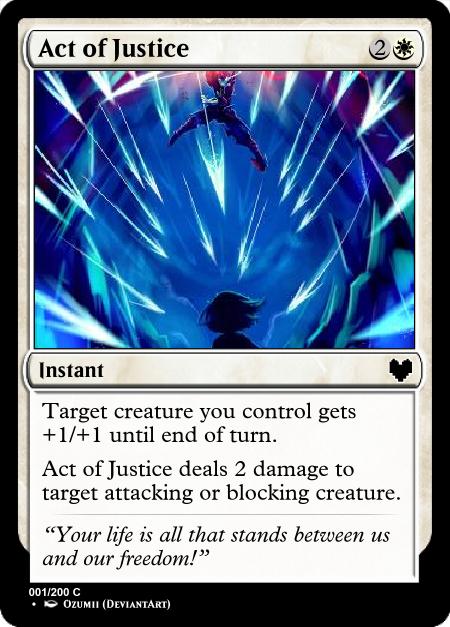 Act of Justice 2
Instant
Target creature you control gets
+1/+1 until end of turn.
Act of Justice deals 2 damage to
target attacking or blocking creature.
“Your life is all that stands between us
and our freedom!”
001/200 C
• Ozumii (DeviantArt)